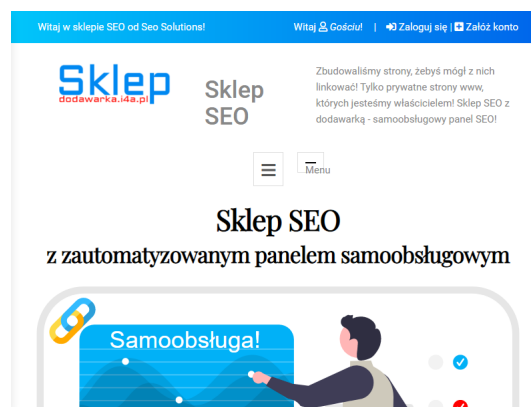 Witaj w sklepie SEO od Seo Solutions!
Witaj Gościu! | Zaloguj się | Załóż konto
Sklep
dodawarka.i4a.pl
Sklep
SEO
Zbudowaliśmy strony, żebyś mógł z nich
linkować! Tylko prywatne strony www,
których jesteśmy właścicielem! Sklep SEO z
dodawarką - samoobsługowy panel SEO!
Menu
Sklep SEO
z zautomatyzowanym panelem samoobsługowym
Samoobsługa!